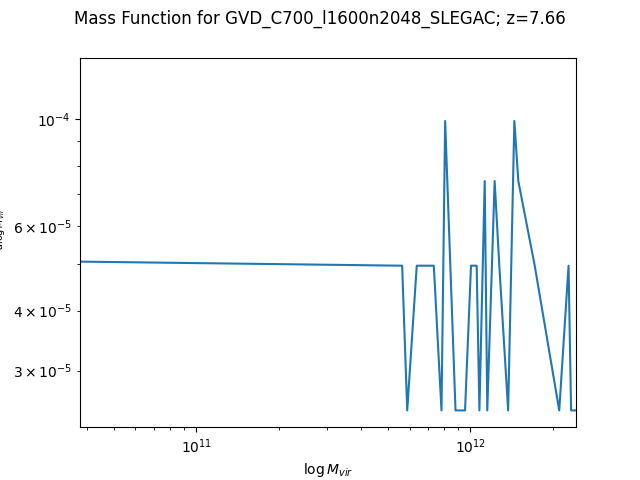 Mass Function for GVD_C700_l1600n2048_SLEGAC; z=7.66
10⁻⁴
6 × 10⁻⁵
4 × 10⁻⁵
3 × 10⁻⁵
10¹¹
10¹²
log M_vir